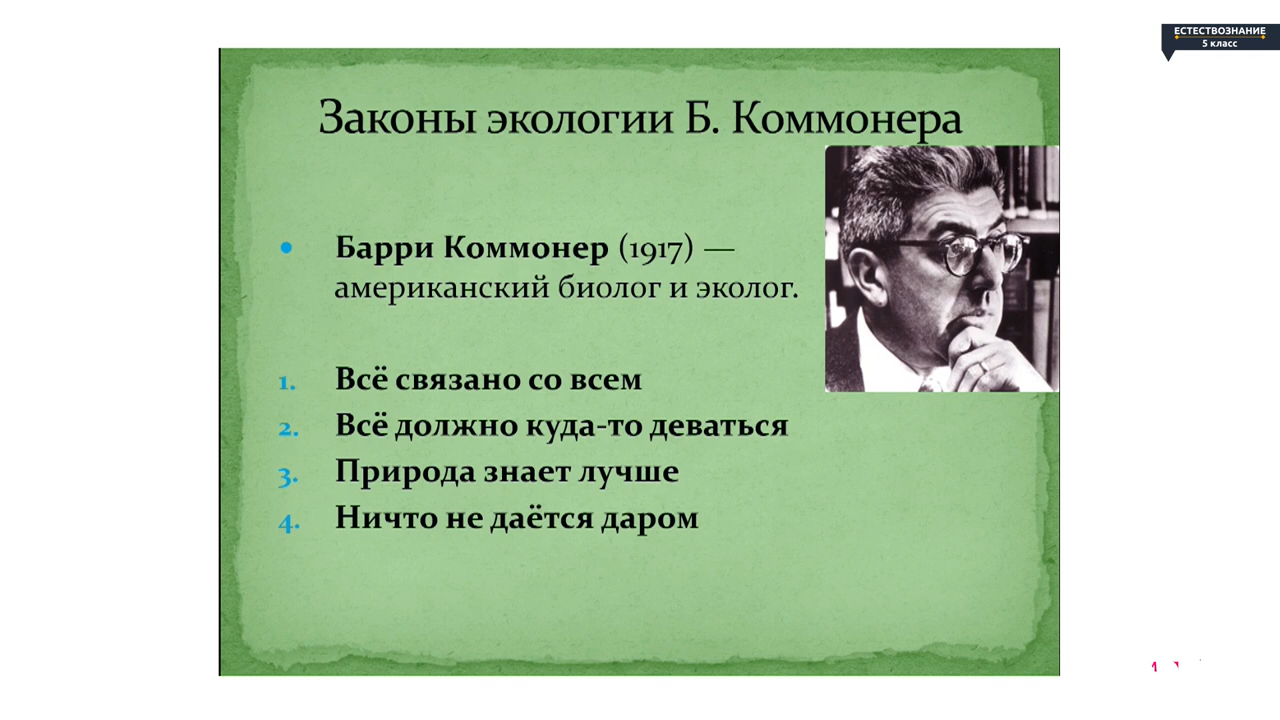 ЕСТЕСТВОЗНАНИЕ
5 класс
Законы экологии Б. Коммонера
• Барри Коммонер (1917) —
американский биолог и эколог.
1. Всё связано со всем
2. Всё должно куда-то деваться
3. Природа знает лучше
4. Ничто не даётся даром